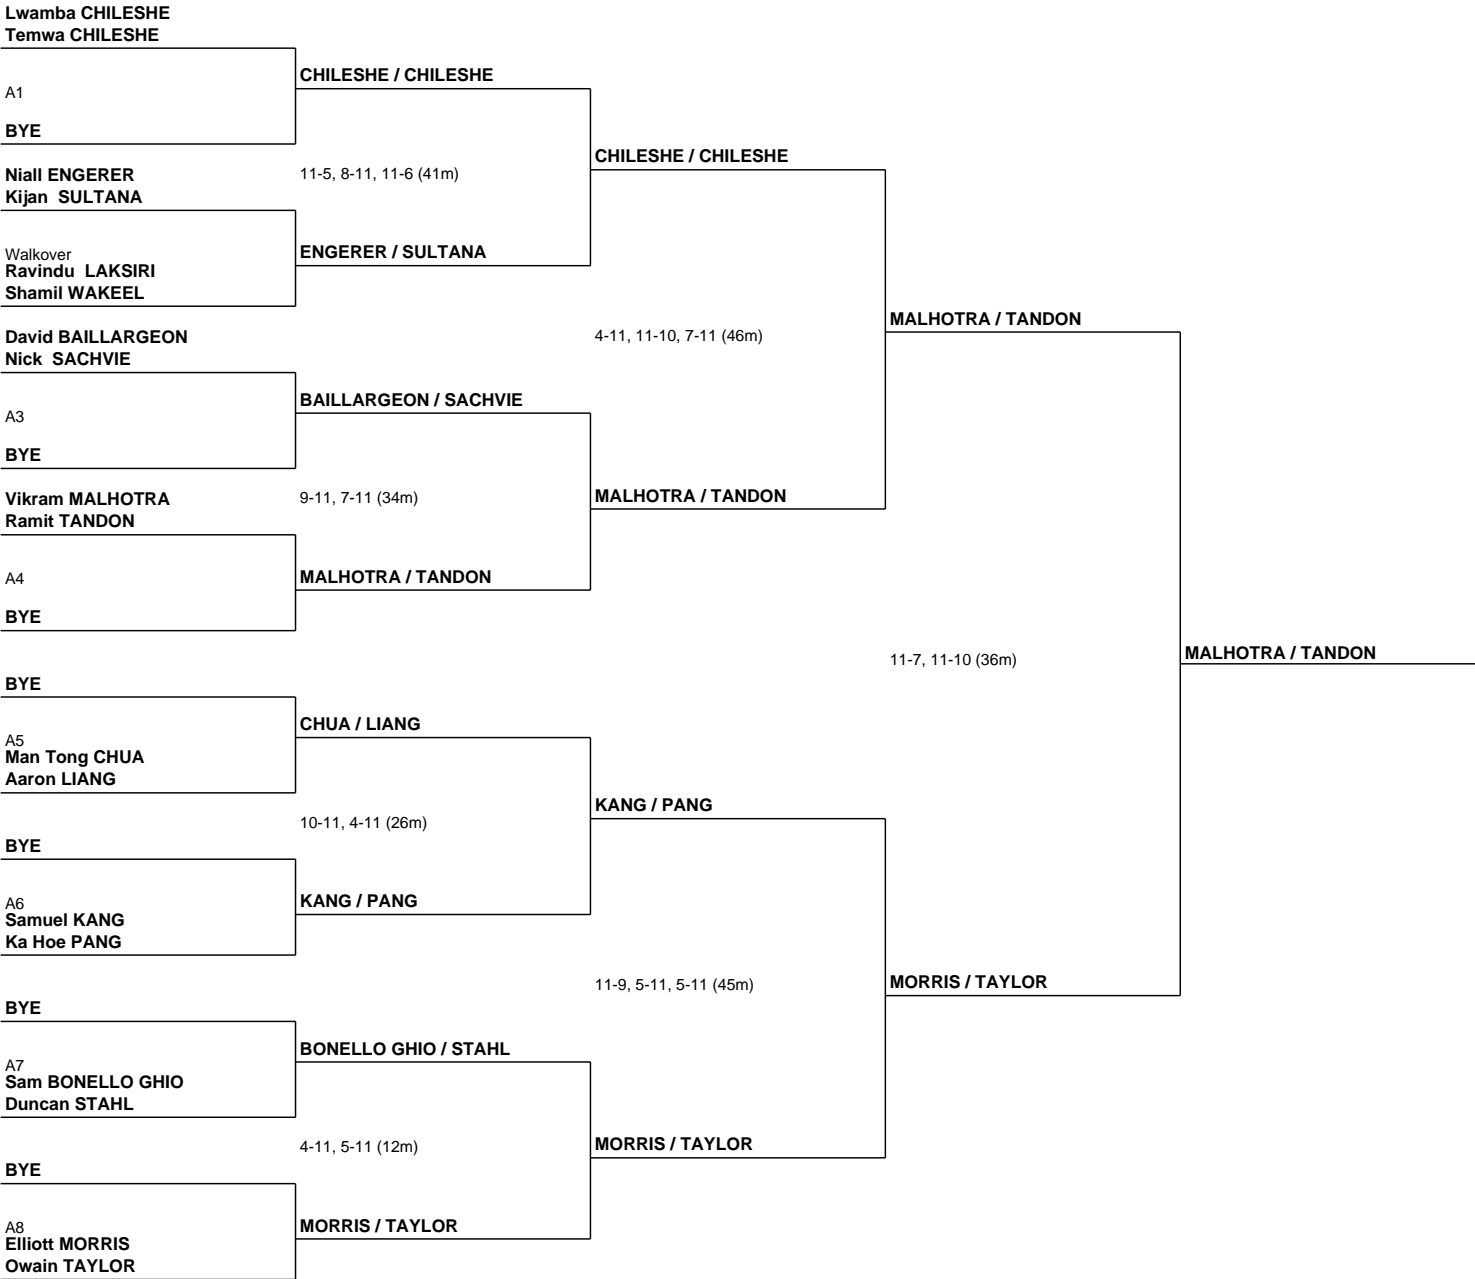 Lwamba CHILESHE
Temwa CHILESHE
A1
BYE
Niall ENGERER
Kijan  SULTANA
Walkover
Ravindu  LAKSIRI
Shamil WAKEEL
David BAILLARGEON
Nick  SACHVIE
A3
BYE
Vikram MALHOTRA
Ramit TANDON
A4
BYE
BYE
A5
Man Tong CHUA
Aaron LIANG
BYE
A6
Samuel KANG
Ka Hoe PANG
BYE
A7
Sam BONELLO GHIO
Duncan STAHL
BYE
A8
Elliott MORRIS
Owain TAYLOR
CHILESHE / CHILESHE
11-5, 8-11, 11-6 (41m)
ENGERER / SULTANA
BAILLARGEON / SACHVIE
9-11, 7-11 (34m)
MALHOTRA / TANDON
CHUA / LIANG
10-11, 4-11 (26m)
KANG / PANG
BONELLO GHIO / STAHL
4-11, 5-11 (12m)
MORRIS / TAYLOR
CHILESHE / CHILESHE
4-11, 11-10, 7-11 (46m)
MALHOTRA / TANDON
KANG / PANG
11-9, 5-11, 5-11 (45m)
MORRIS / TAYLOR
MALHOTRA / TANDON
11-7, 11-10 (36m)
MORRIS / TAYLOR
MALHOTRA / TANDON